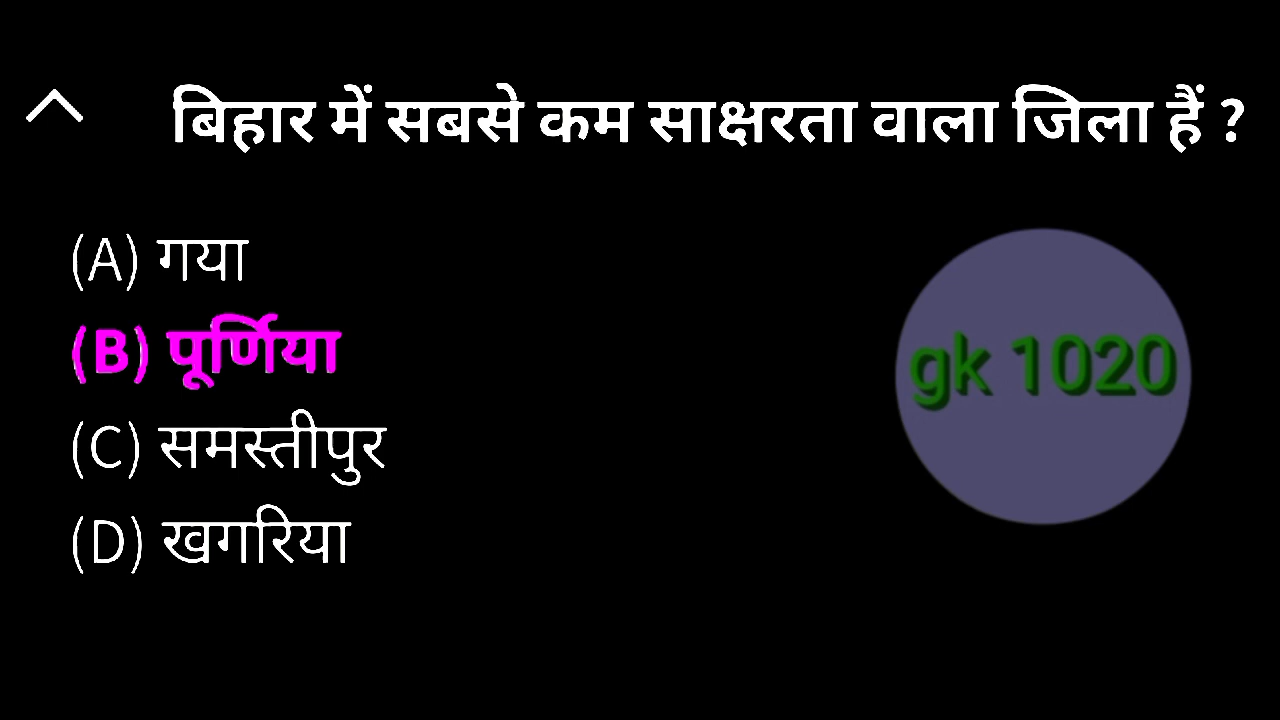 बिहार में सबसे कम साक्षरता वाला जिला हैं ?
(A) गया
(B) पूर्णिया
(C) समस्तीपुर
(D) खगरिया
gk 1020